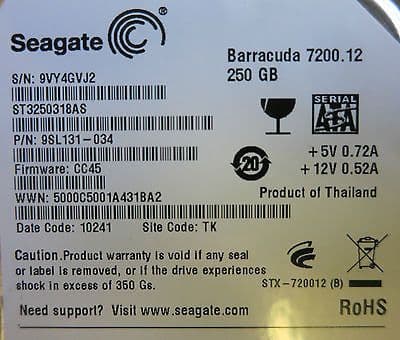 Seagate
Barracuda 7200.12
250 GB
S/N: 9VY4GVJ2
ST3250318AS
P/N: 9SL131-034
Firmware: CC45
WWN: 5000C5001A431BA2
Date Code: 10241 Site Code: TK
SERIAL
ATA
20
+5V 0.72A
+12V 0.52A
Product of Thailand
Caution. Product warranty is void if any seal
or label is removed, or if the drive experiences
shock in excess of 350 Gs.
STX-720012 (B)
Need support? Visit www.seagate.com
RoHS